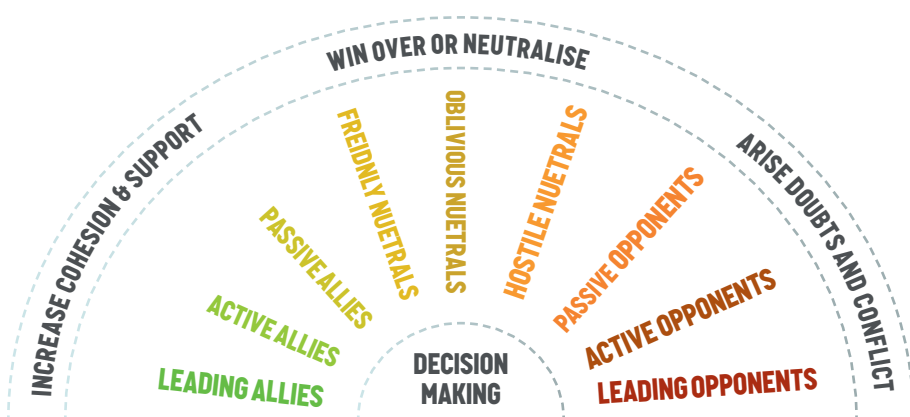 INCREASE COHESION & SUPPORT
WIN OVER OR NEUTRALISE
ARISE DOUBTS AND CONFLICT
LEADING ALLIES
ACTIVE ALLIES
PASSIVE ALLIES
FREIDNLY NUETRALS
OBLIVIOUS NUETRALS
HOSTILE NUETRALS
PASSIVE OPPONENTS
ACTIVE OPPONENTS
LEADING OPPONENTS
DECISION
MAKING